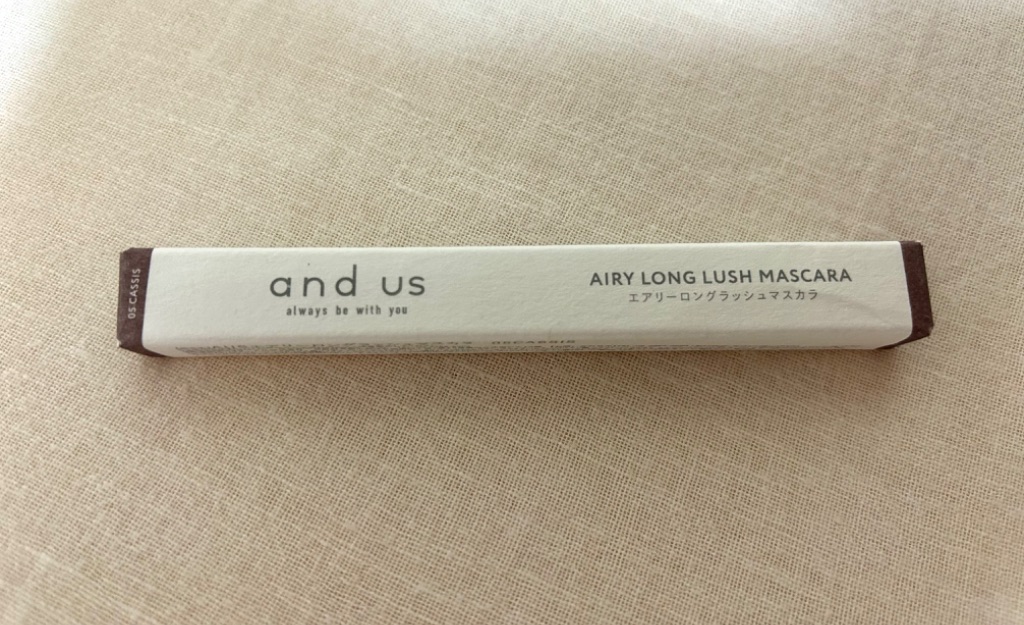 05 CASSIS
and us
always be with you
AIRY LONG LUSH MASCARA
エアリーロングラッシュマスカラ